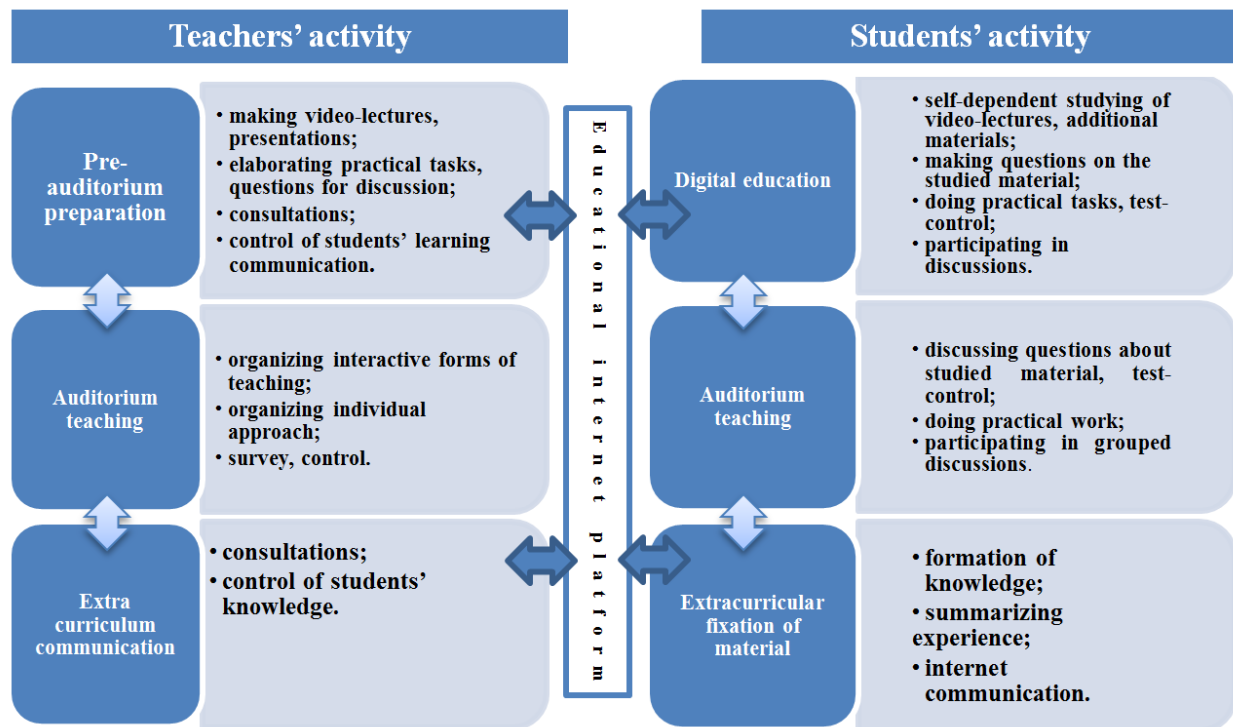 Teachers' activity
Pre-
auditorium
preparation
• making video-lectures,
presentations;
• elaborating practical tasks,
questions for discussion;
• consultations;
• control of students' learning
communication.
Auditorium
teaching
• organizing interactive forms of
teaching;
• organizing individual
approach;
• survey, control.
Extra
curriculum
communication
• consultations;
• control of students'
knowledge.
Educational internet platform
Students' activity
Digital education
• self-dependent studying of
video-lectures, additional
materials;
• making questions on the
studied material;
• doing practical tasks, test-
control;
• participating in
discussions.
Auditorium
teaching
• discussing questions about
studied material, test-
control;
• doing practical work;
• participating in grouped
discussions.
Extracurricular
fixation of
material
• formation of
knowledge;
• summarizing
experience;
• internet
communication.